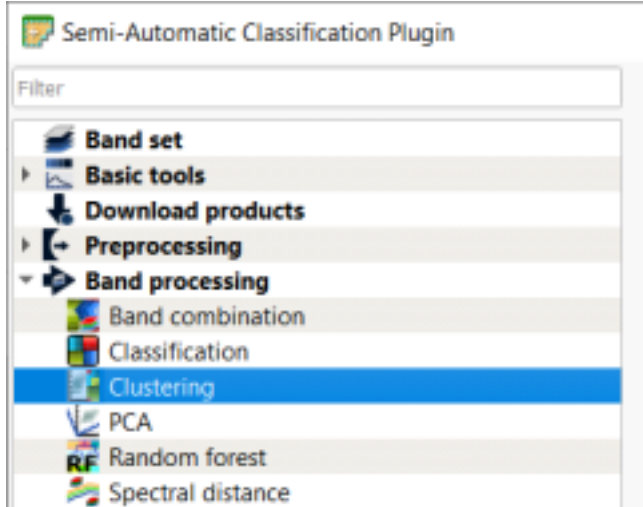 Semi-Automatic Classification Plugin
Filter
Band set
Basic tools
Download products
Preprocessing
Band processing
Band combination
Classification
Clustering
PCA
RF Random forest
Spectral distance